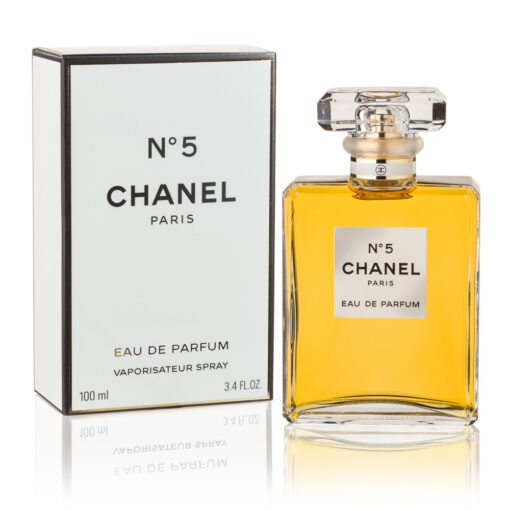 N°5
CHANEL
PARIS
EAU DE PARFUM
VAPORISATEUR SPRAY
100 ml
3.4 FL.OZ.
N°5
CHANEL
PARIS
EAU DE PARFUM